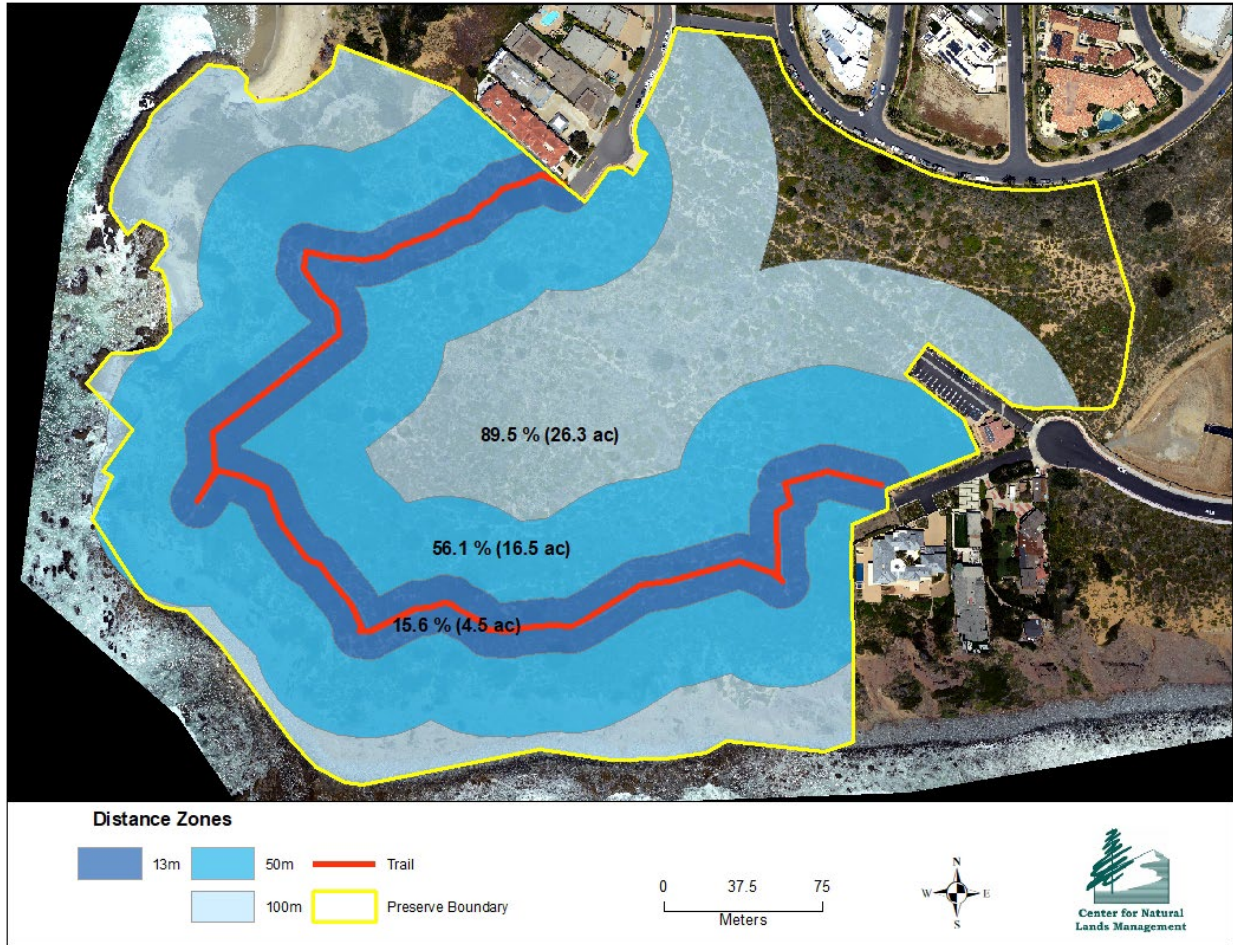 89.5 % (26.3 ac)
56.1 % (16.5 ac)
15.6 % (4.5 ac)
Distance Zones
13m
50m
Trail
100m
Preserve Boundary
0 37.5 75
Meters
N
W E
S
Center for Natural
Lands Management